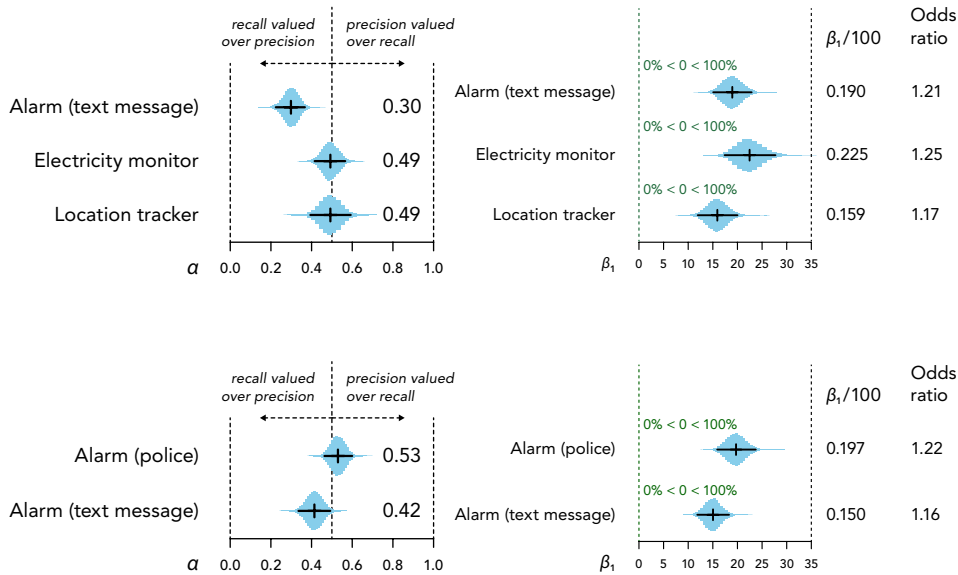 recall valued
over precision
precision valued
over recall
Alarm (text message) 0.30
Electricity monitor 0.49
Location tracker 0.49
α 0.0 0.2 0.4 0.6 0.8 1.0
β₁/100
Odds
ratio
0% < 0 < 100%
Alarm (text message) 0.190 1.21
0% < 0 < 100%
Electricity monitor 0.225 1.25
0% < 0 < 100%
Location tracker 0.159 1.17
β₁ 0 5 10 15 20 25 30 35
recall valued
over precision
precision valued
over recall
Alarm (police) 0.53
Alarm (text message) 0.42
α 0.0 0.2 0.4 0.6 0.8 1.0
β₁/100
Odds
ratio
0% < 0 < 100%
Alarm (police) 0.197 1.22
0% < 0 < 100%
Alarm (text message) 0.150 1.16
β₁ 0 5 10 15 20 25 30 35